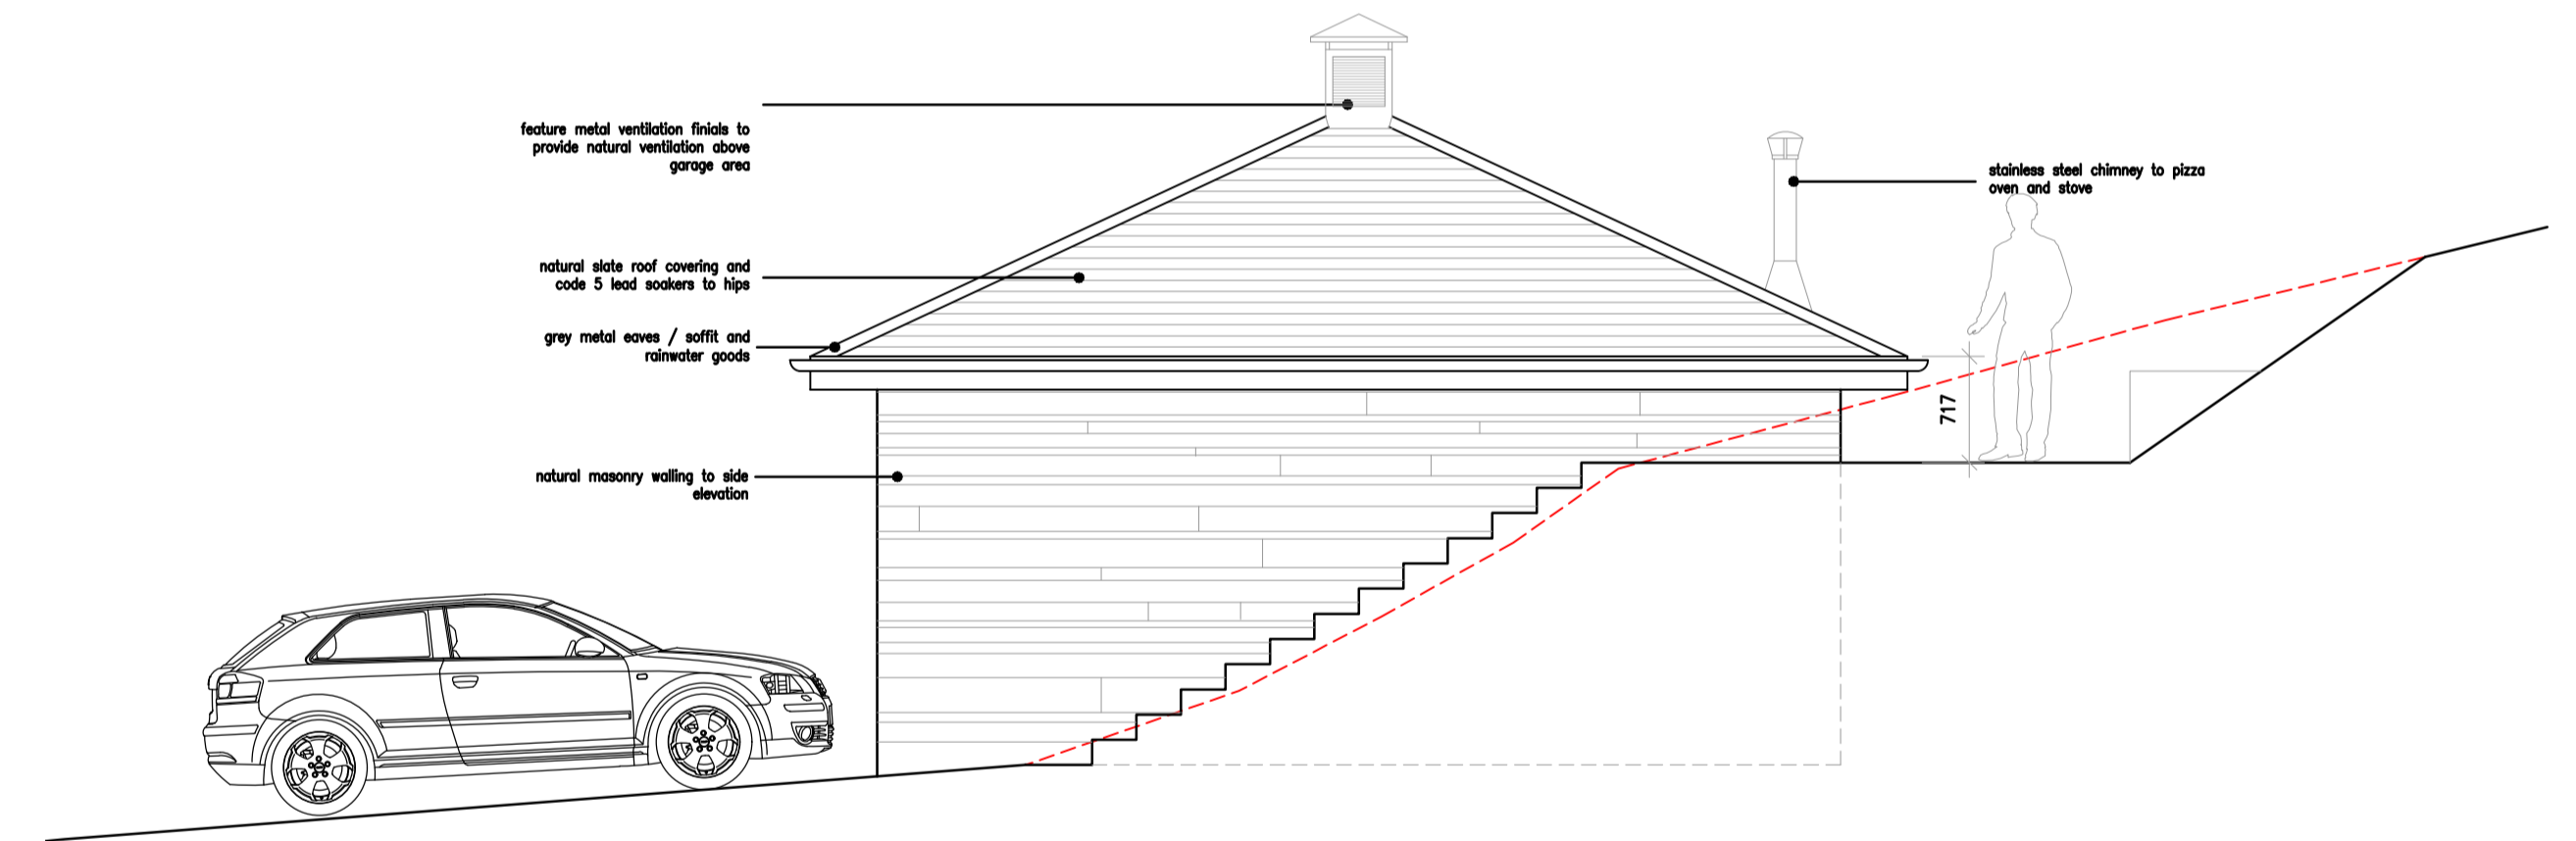 feature metal ventilation finials to
provide natural ventilation above
garage area
stainless steel chimney to pizza
oven and stove
natural slate roof covering and
code 5 lead soakers to hips
grey metal eaves / soffit and
rainwater goods
717
natural masonry walling to side
elevation